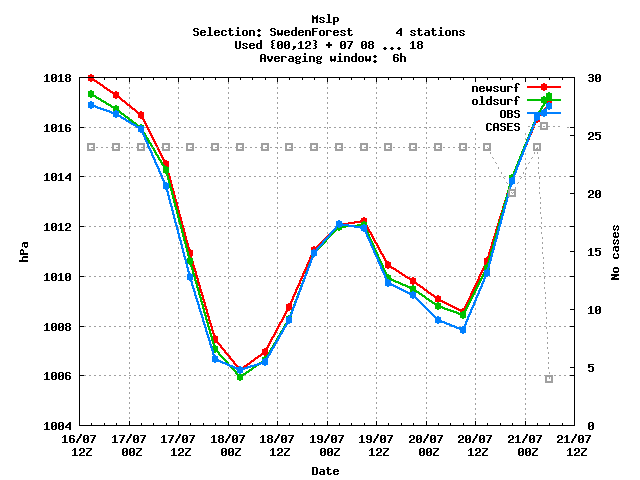 Mslp
Selection: SwedenForest 4 stations
Used {00,12} + 07 08 ... 18
Averaging window: 6h
newsurf
oldsurf
OBS
CASES
hPa
1018
1016
1014
1012
1010
1008
1006
1004
30
25
20
15
10
5
0
No cases
16/07 17/07 17/07 18/07 18/07 19/07 19/07 20/07 20/07 21/07 21/07
12Z 00Z 12Z 00Z 12Z 00Z 12Z 00Z 12Z 00Z 12Z
Date